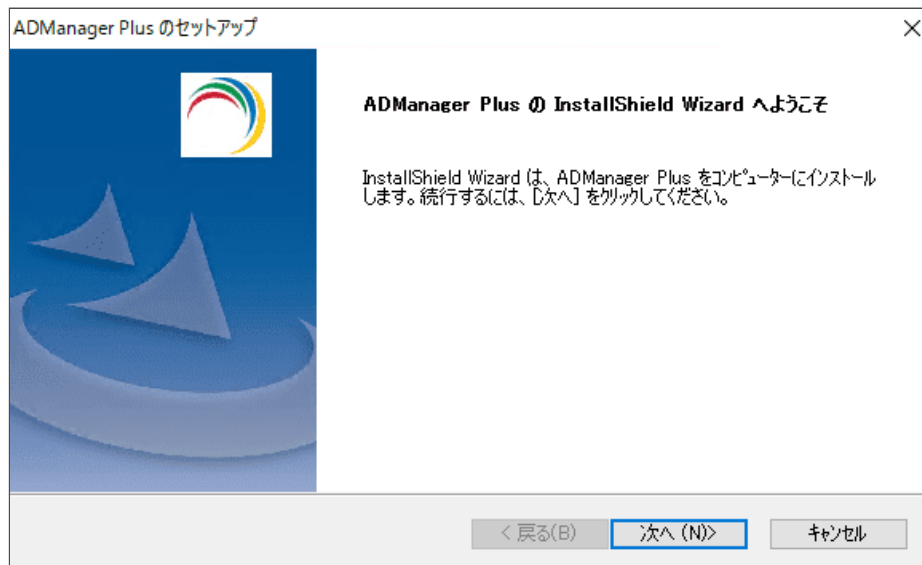 ADManager Plus のセットアップ
ADManager Plus の InstallShield Wizard へようこそ
InstallShield Wizard は、ADManager Plus をコンピューターにインストール
します。続行するには、[次へ] をクリックしてください。
< 戻る(B)
次へ (N)>
キャンセル